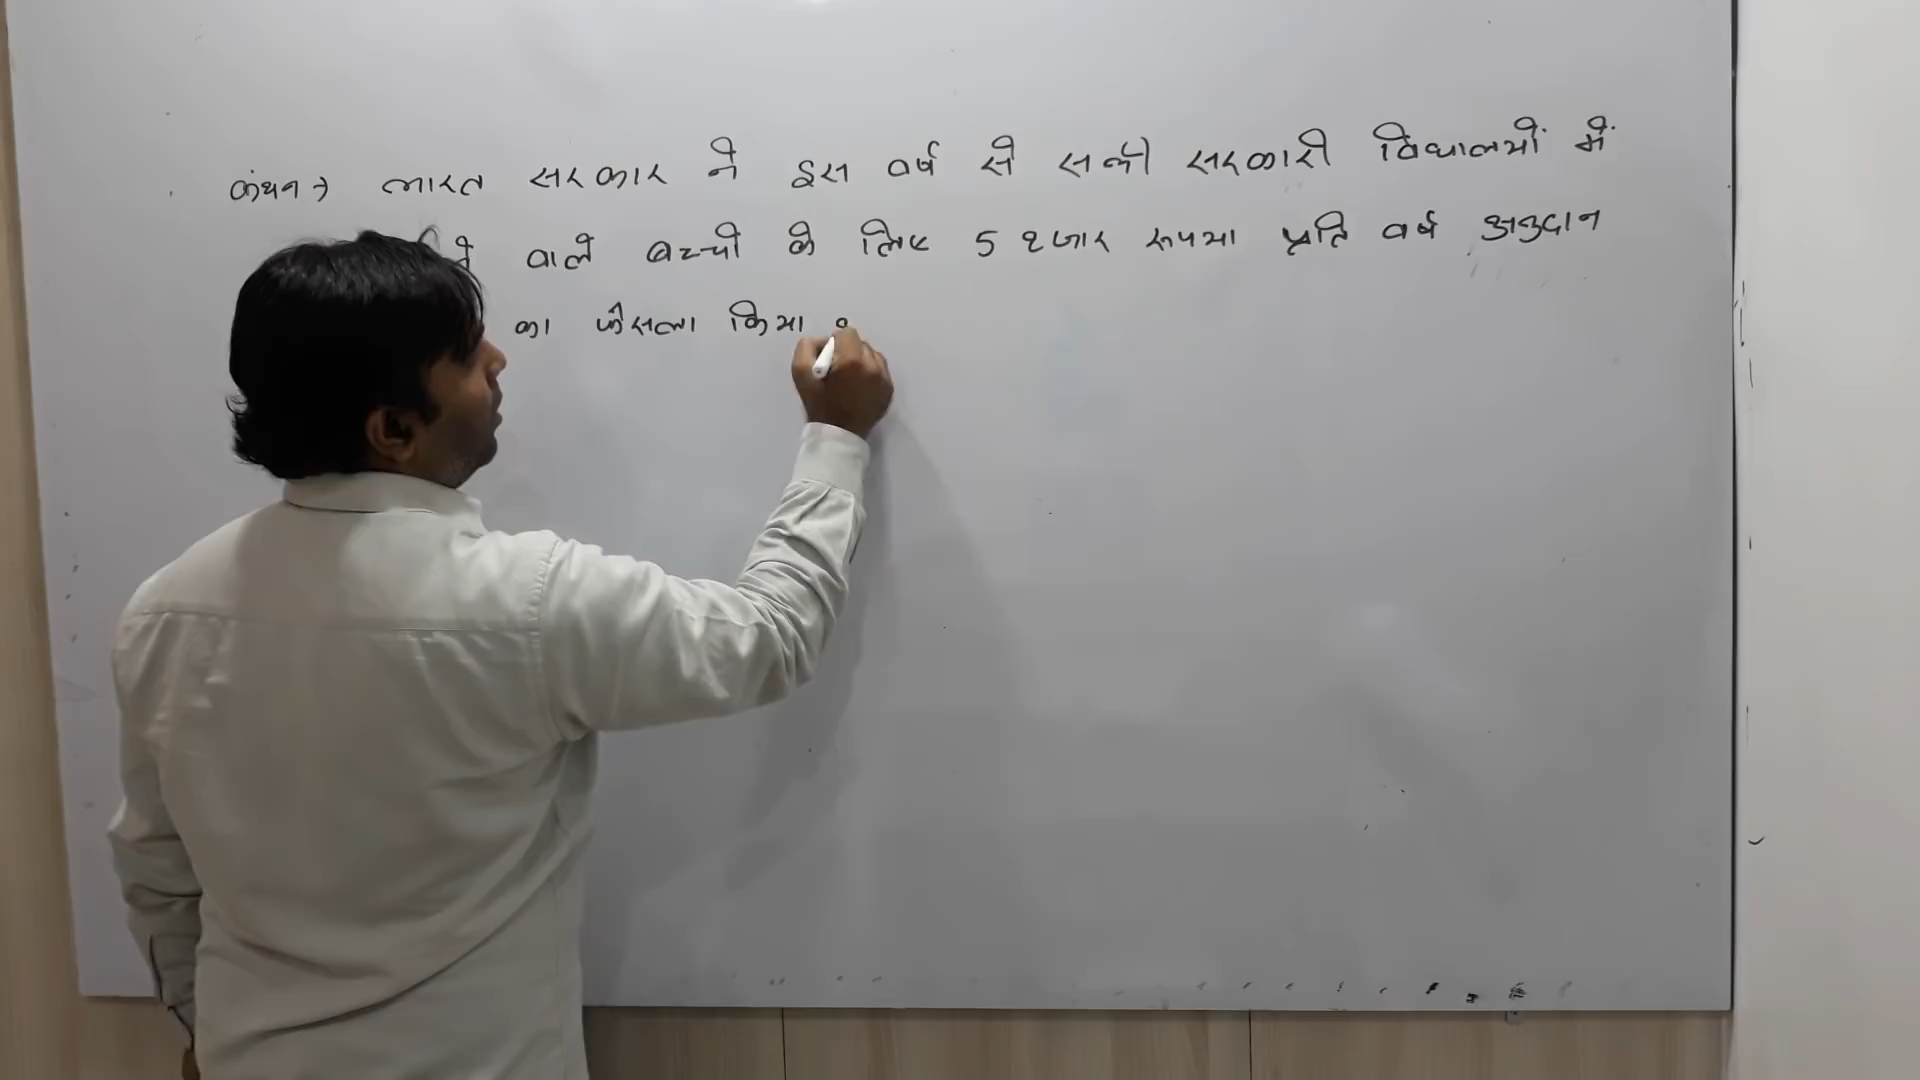 कथन → भारत सरकार ने इस वर्ष से सभी सरकारी विद्यालयों में
वाले बच्चों के लिए 5 हजार रूपया प्रति वर्ष अनुदान
का फैसला किया